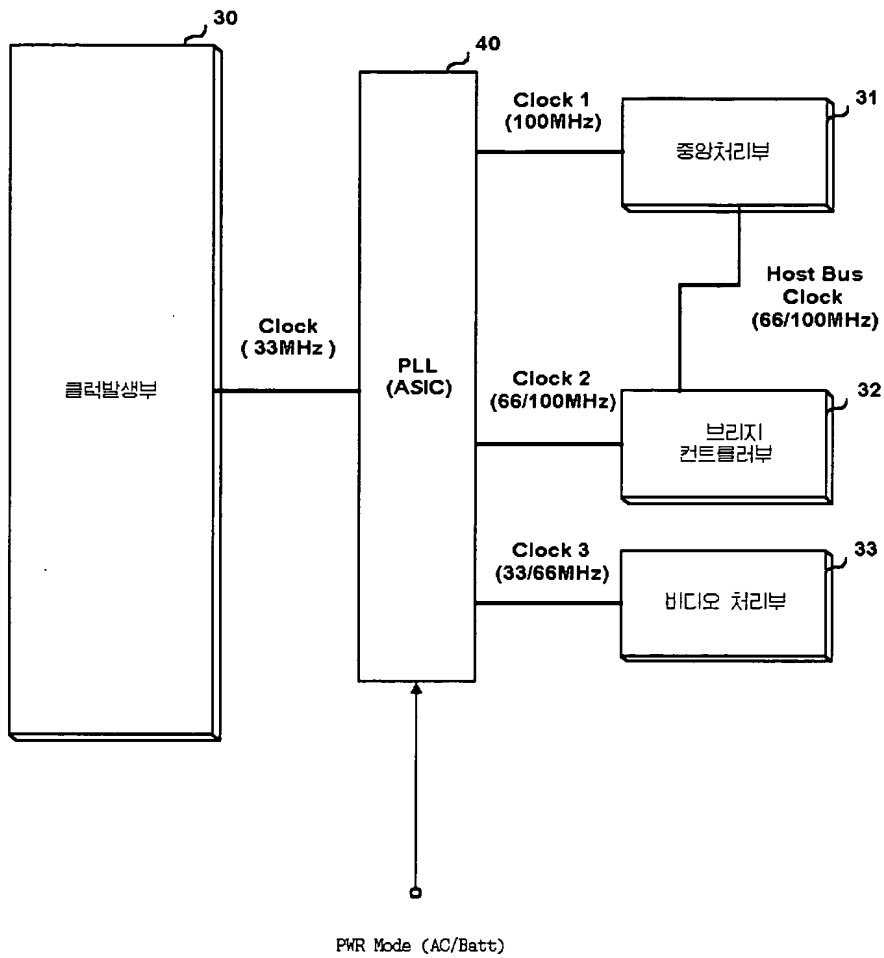 30
40
Clock 1
(100MHz)
31
중앙처리부
Host Bus
Clock
(66/100MHz)
Clock
( 33MHz )
클럭발생부
PLL
(ASIC)
Clock 2
(66/100MHz)
32
브리지
컨트롤러부
Clock 3
(33/66MHz)
33
비디오 처리부
PWR Mode (AC/Batt)